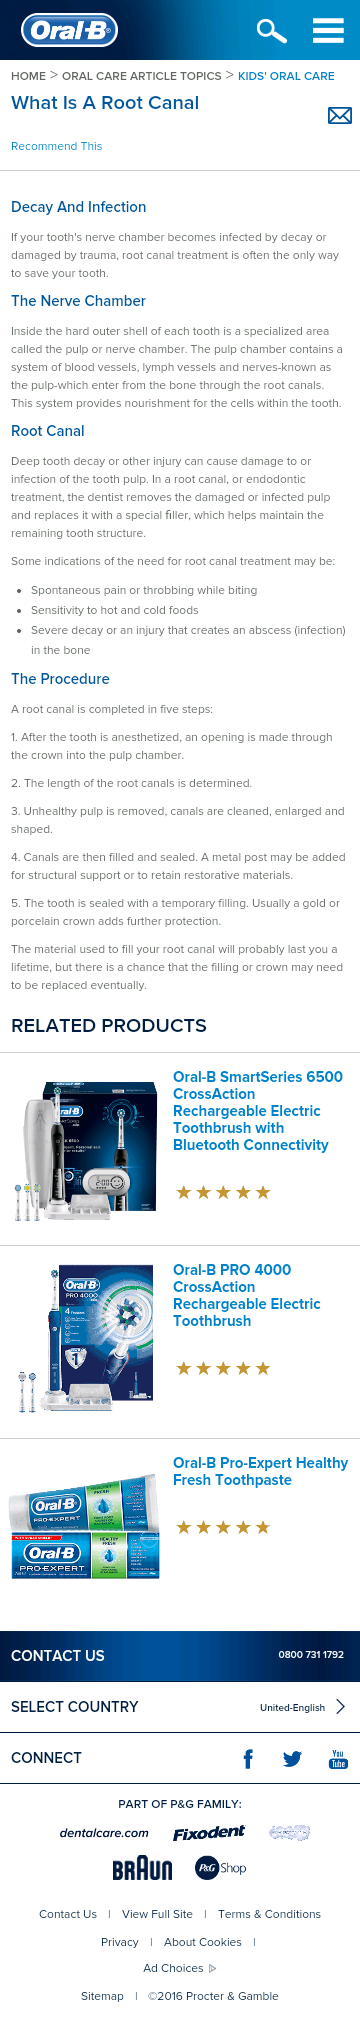 Oral-B
HOME > ORAL CARE ARTICLE TOPICS > KIDS' ORAL CARE
What Is A Root Canal
Recommend This
Decay And Infection
If your tooth's nerve chamber becomes infected by decay or
damaged by trauma, root canal treatment is often the only way
to save your tooth.
The Nerve Chamber
Inside the hard outer shell of each tooth is a specialized area
called the pulp or nerve chamber. The pulp chamber contains a
system of blood vessels, lymph vessels and nerves-known as
the pulp-which enter from the bone through the root canals.
This system provides nourishment for the cells within the tooth.
Root Canal
Deep tooth decay or other injury can cause damage to or
infection of the tooth pulp. In a root canal, or endodontic
treatment, the dentist removes the damaged or infected pulp
and replaces it with a special filler, which helps maintain the
remaining tooth structure.
Some indications of the need for root canal treatment may be:
• Spontaneous pain or throbbing while biting
• Sensitivity to hot and cold foods
• Severe decay or an injury that creates an abscess (infection)
in the bone
The Procedure
A root canal is completed in five steps:
1. After the tooth is anesthetized, an opening is made through
the crown into the pulp chamber.
2. The length of the root canals is determined.
3. Unhealthy pulp is removed, canals are cleaned, enlarged and
shaped.
4. Canals are then filled and sealed. A metal post may be added
for structural support or to retain restorative materials.
5. The tooth is sealed with a temporary filling. Usually a gold or
porcelain crown adds further protection.
The material used to fill your root canal will probably last you a
lifetime, but there is a chance that the filling or crown may need
to be replaced eventually.
RELATED PRODUCTS
Oral-B
Oral-B SmartSeries 6500
CrossAction
Rechargeable Electric
Toothbrush with
Bluetooth Connectivity
Oral-B
PRO 4000
Oral-B PRO 4000
CrossAction
Rechargeable Electric
Toothbrush
Oral-B
PRO-EXPERT
Oral-B
PRO-EXPERT
HEALTHY
FRESH
Oral-B Pro-Expert Healthy
Fresh Toothpaste
CONTACT US 0800 731 1792
SELECT COUNTRY United-English
CONNECT You Tube
PART OF P&G FAMILY:
dentalcare.com Fixodent
BRAUN P&G Shop
Contact Us | View Full Site | Terms & Conditions
Privacy | About Cookies |
Ad Choices
Sitemap | ©2016 Procter & Gamble